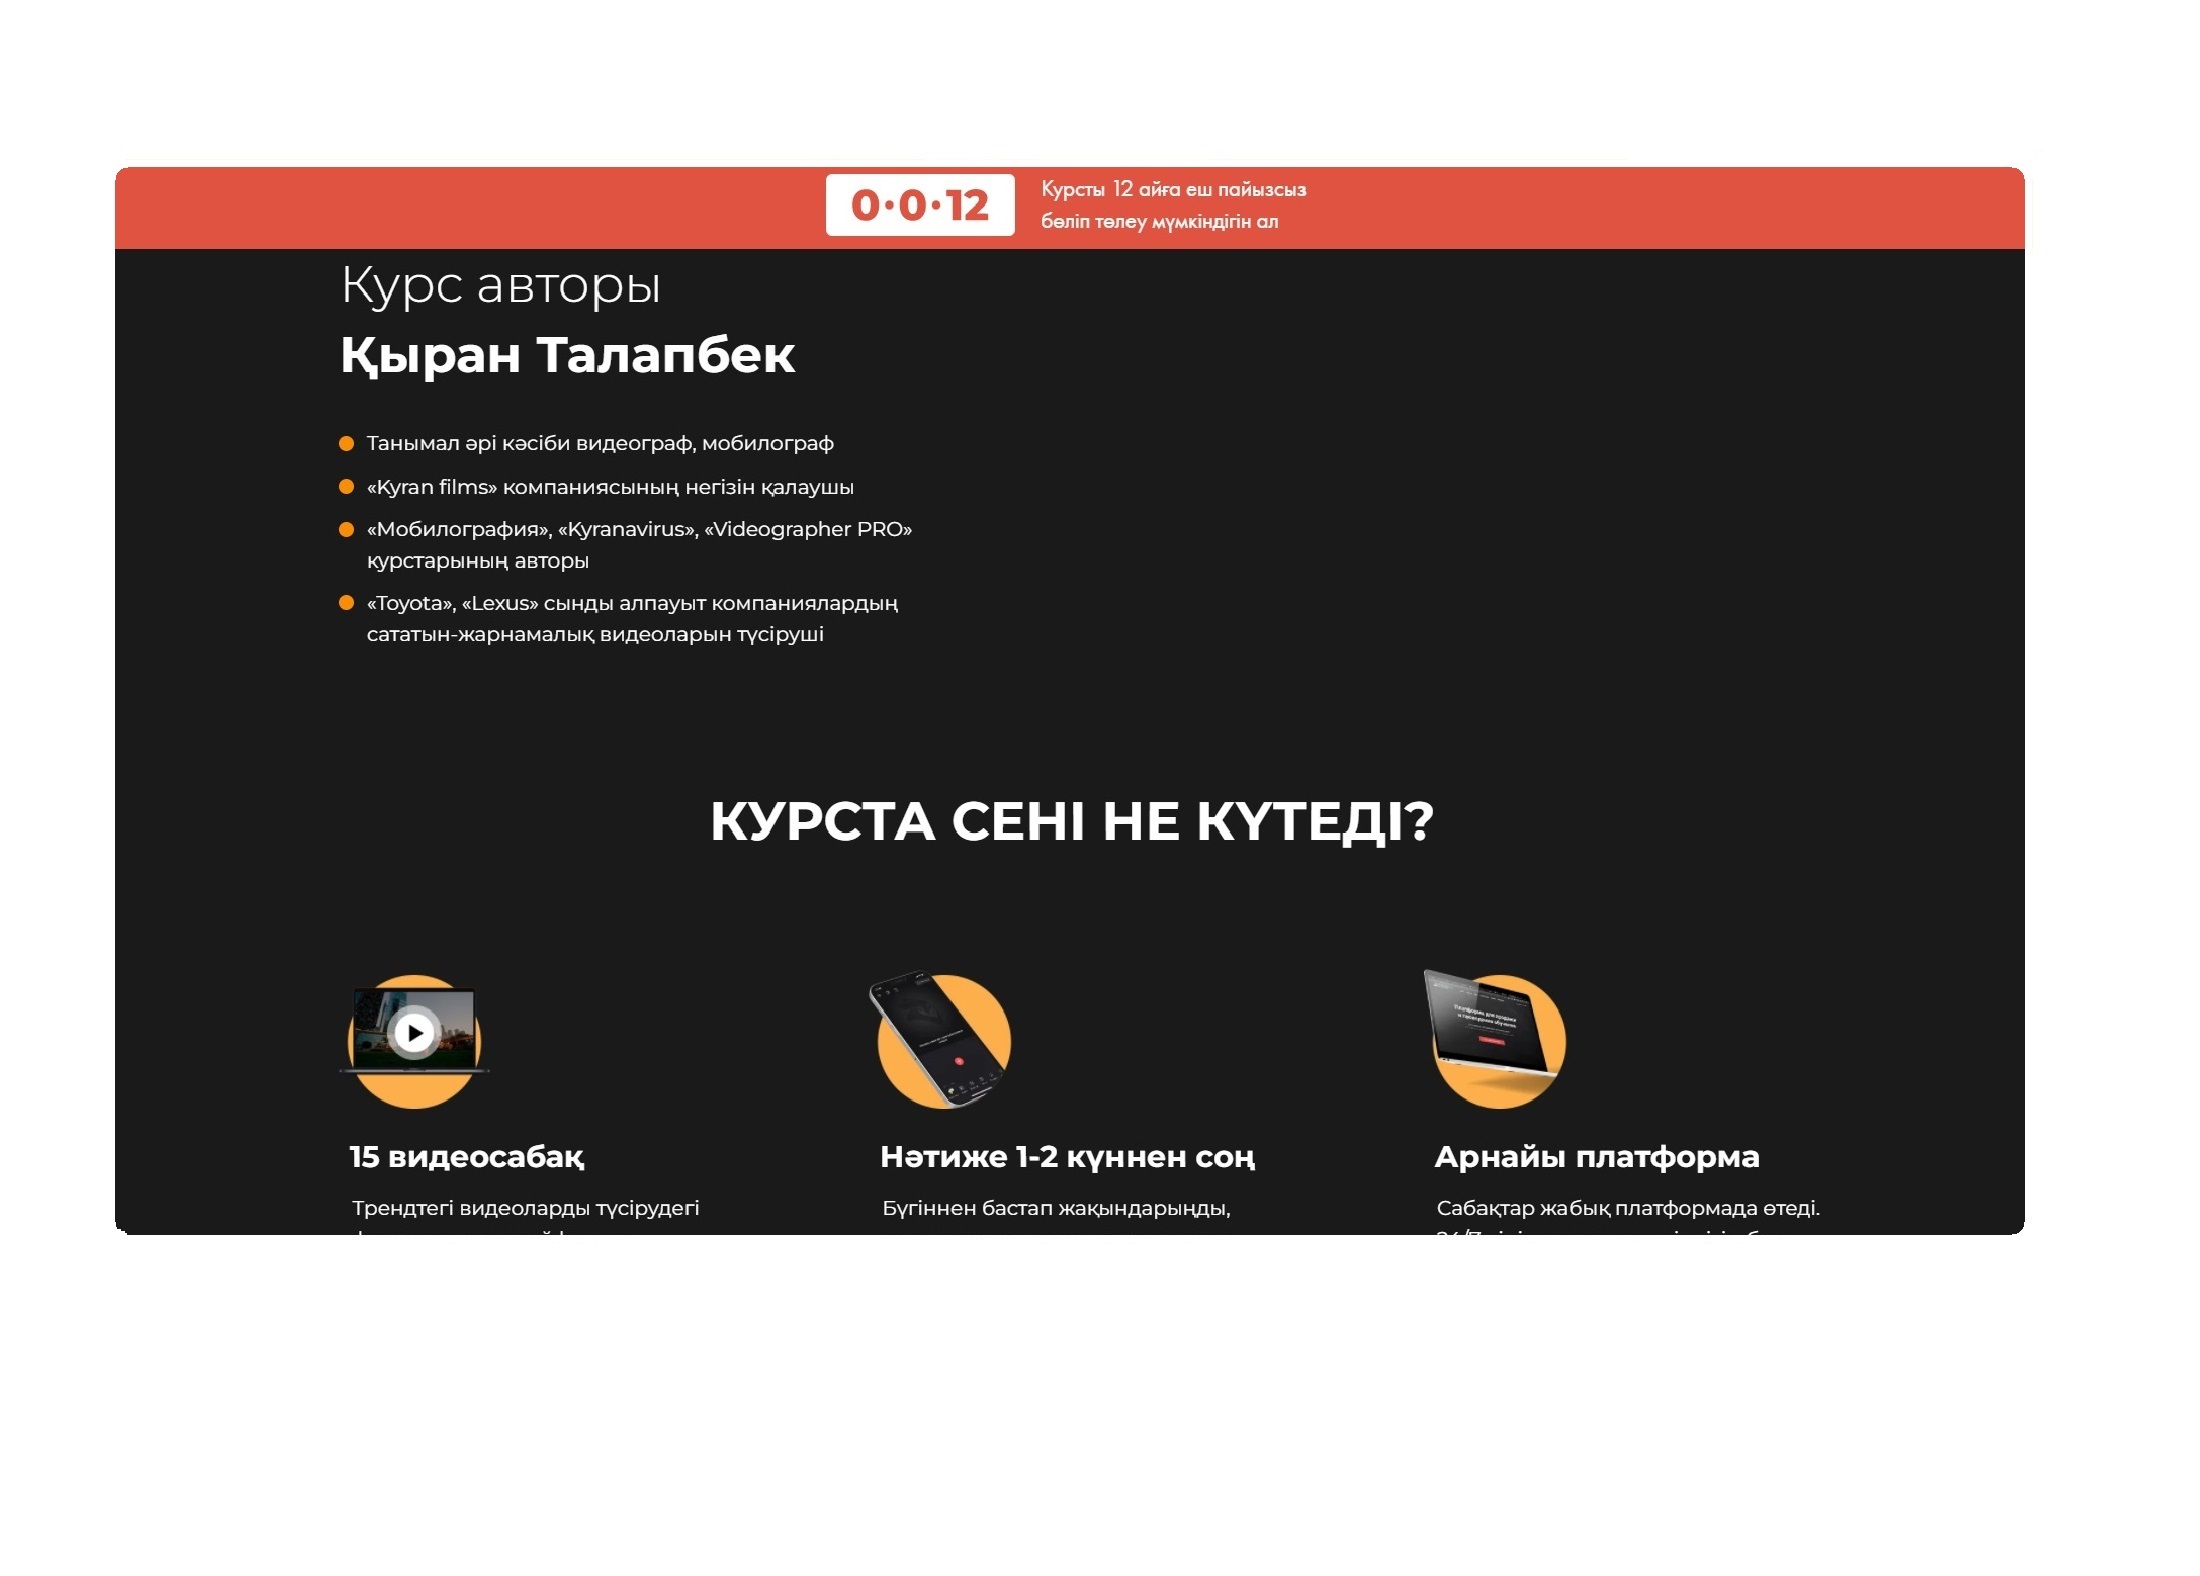 0·0·12
Курсты 12 айға еш пайызсыз
бөліп төлеу мүмкіндігін ал
Курс авторы
Қыран Талапбек
Танымал әрі кәсіби видеограф, мобилограф
«Kyran films» компаниясының негізін қалаушы
«Мобилография», «Kyranavirus», «Videographer PRO»
курстарының авторы
«Toyota», «Lexus» сынды алпауыт компаниялардың
сататын-жарнамалық видеоларын түсіруші
КУРСТА СЕНІ НЕ КҮТЕДІ?
15 видеосабақ
Трендтегі видеоларды түсірудегі
Нәтиже 1-2 күннен соң
Бүгіннен бастап жақындарыңды,
Арнайы платформа
Сабақтар жабық платформада өтеді.